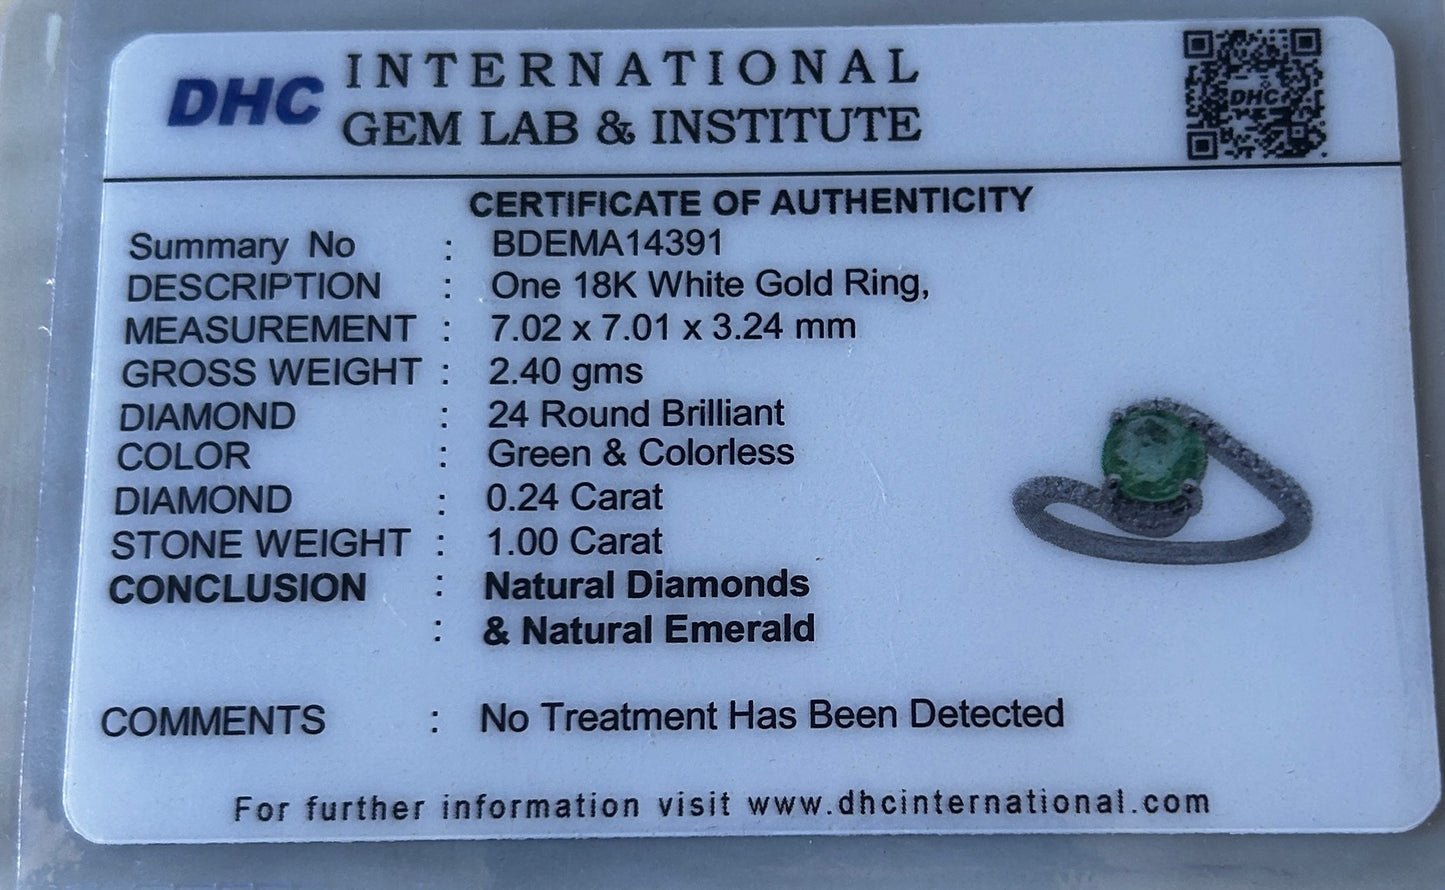 DHC INTERNATIONAL
GEM LAB & INSTITUTE
DHC
CERTIFICATE OF AUTHENTICITY
Summary No : BDEMA14391
DESCRIPTION : One 18K White Gold Ring,
MEASUREMENT : 7.02 x 7.01 x 3.24 mm
GROSS WEIGHT : 2.40 gms
DIAMOND : 24 Round Brilliant
COLOR : Green & Colorless
DIAMOND : 0.24 Carat
STONE WEIGHT : 1.00 Carat
CONCLUSION : Natural Diamonds
: & Natural Emerald
COMMENTS : No Treatment Has Been Detected
For further information visit www.dhcinternational.com